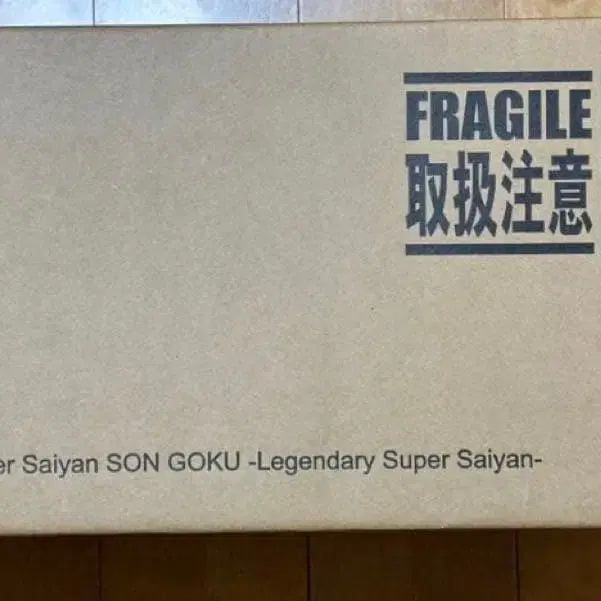 FRAGILE
取扱注意
er Saiyan SON GOKU -Legendary Super Saiyan-